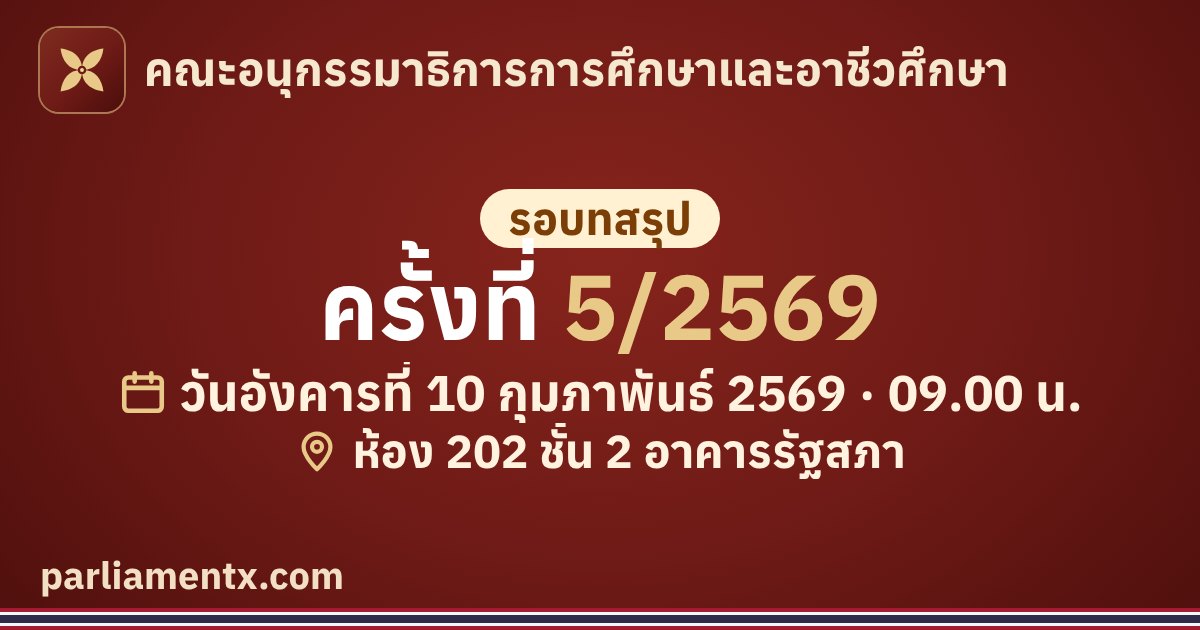 คณะอนุกรรมาธิการการศึกษาและอาชีวศึกษา
รอบทสรุป
ครั้งที่ 5/2569
วันอังคารที่ 10 กุมภาพันธ์ 2569 · 09.00 น.
ห้อง 202 ชั้น 2 อาคารรัฐสภา
parliamentx.com